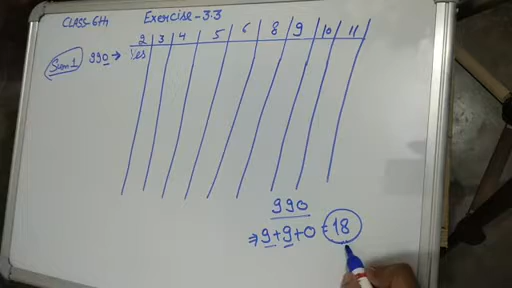 CLASS-6th Exercise-3.3
2 3 4 5 6 8 9 10 11
Sum 1 990 → Yes
990
⇒ 9+9+0 = 18